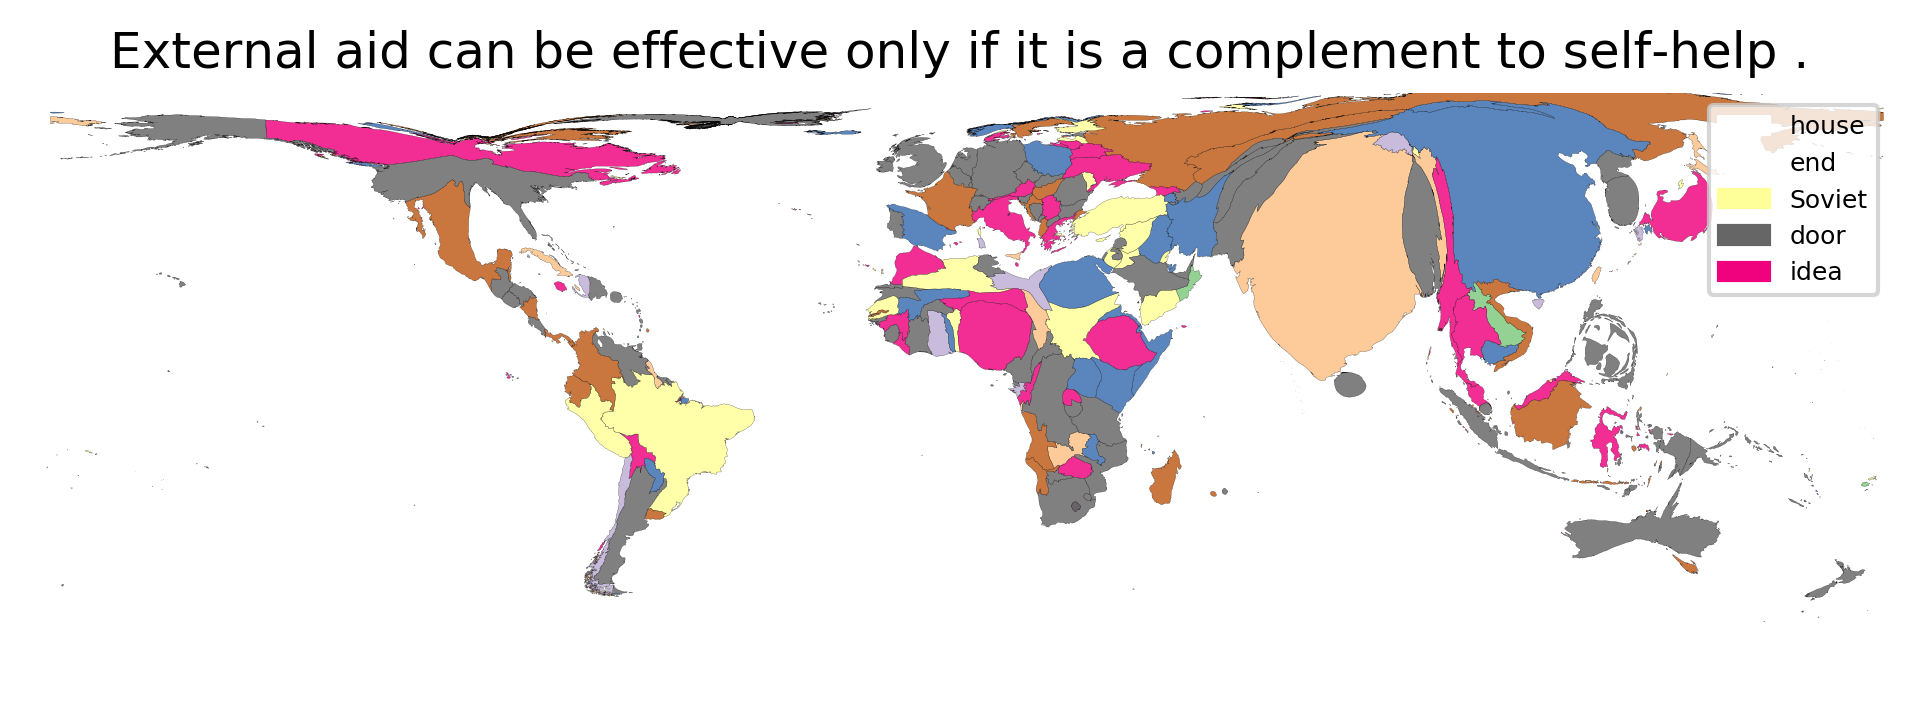 External aid can be effective only if it is a complement to self-help .
house
end
Soviet
door
idea